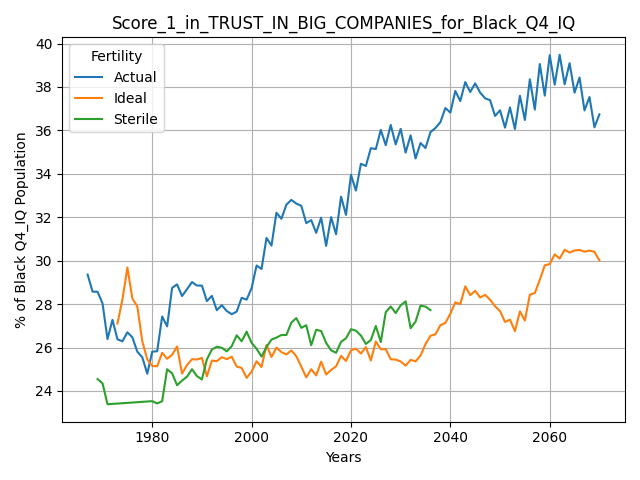 Score_1_in_TRUST_IN_BIG_COMPANIES_for_Black_Q4_IQ
Fertility
Actual
Ideal
Sterile
% of Black Q4_IQ Population
40
38
36
34
32
30
28
26
24
1980
2000
2020
2040
2060
Years